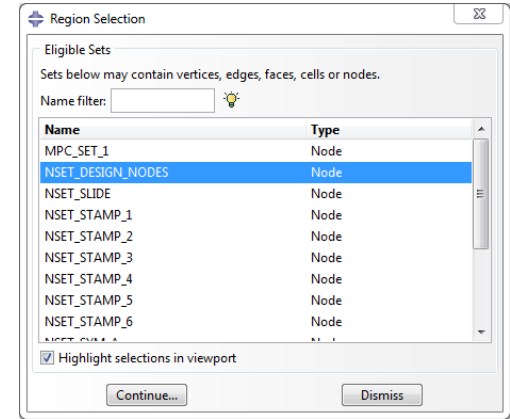 Region Selection
Eligible Sets
Sets below may contain vertices, edges, faces, cells or nodes.
Name filter:
Name Type
MPC_SET_1 Node
NSET_DESIGN_NODES Node
NSET_SLIDE Node
NSET_STAMP_1 Node
NSET_STAMP_2 Node
NSET_STAMP_3 Node
NSET_STAMP_4 Node
NSET_STAMP_5 Node
NSET_STAMP_6 Node
Highlight selections in viewport
Continue... Dismiss